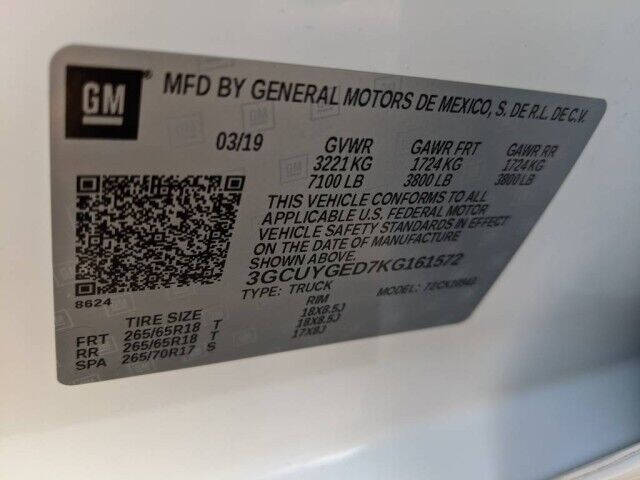 GM ® MFD BY GENERAL MOTORS DE MEXICO, S. DE R.L. DE C.V.
03/19 GVWR GAWR FRT GAWR RR
3221 KG 1724 KG 1724 KG
7100 LB 3800 LB 3800 LB
THIS VEHICLE CONFORMS TO ALL
APPLICABLE U.S. FEDERAL MOTOR
VEHICLE SAFETY STANDARDS IN EFFECT
ON THE DATE OF MANUFACTURE
SHOWN ABOVE.
3GCUYGED7KG161572
TYPE: TRUCK MODEL:
8624
TIRE SIZE RIM
FRT 265/65R18 T 18X8.5J
RR 265/65R18 T 18X8.5J
SPA 265/70R17 S 17X8J